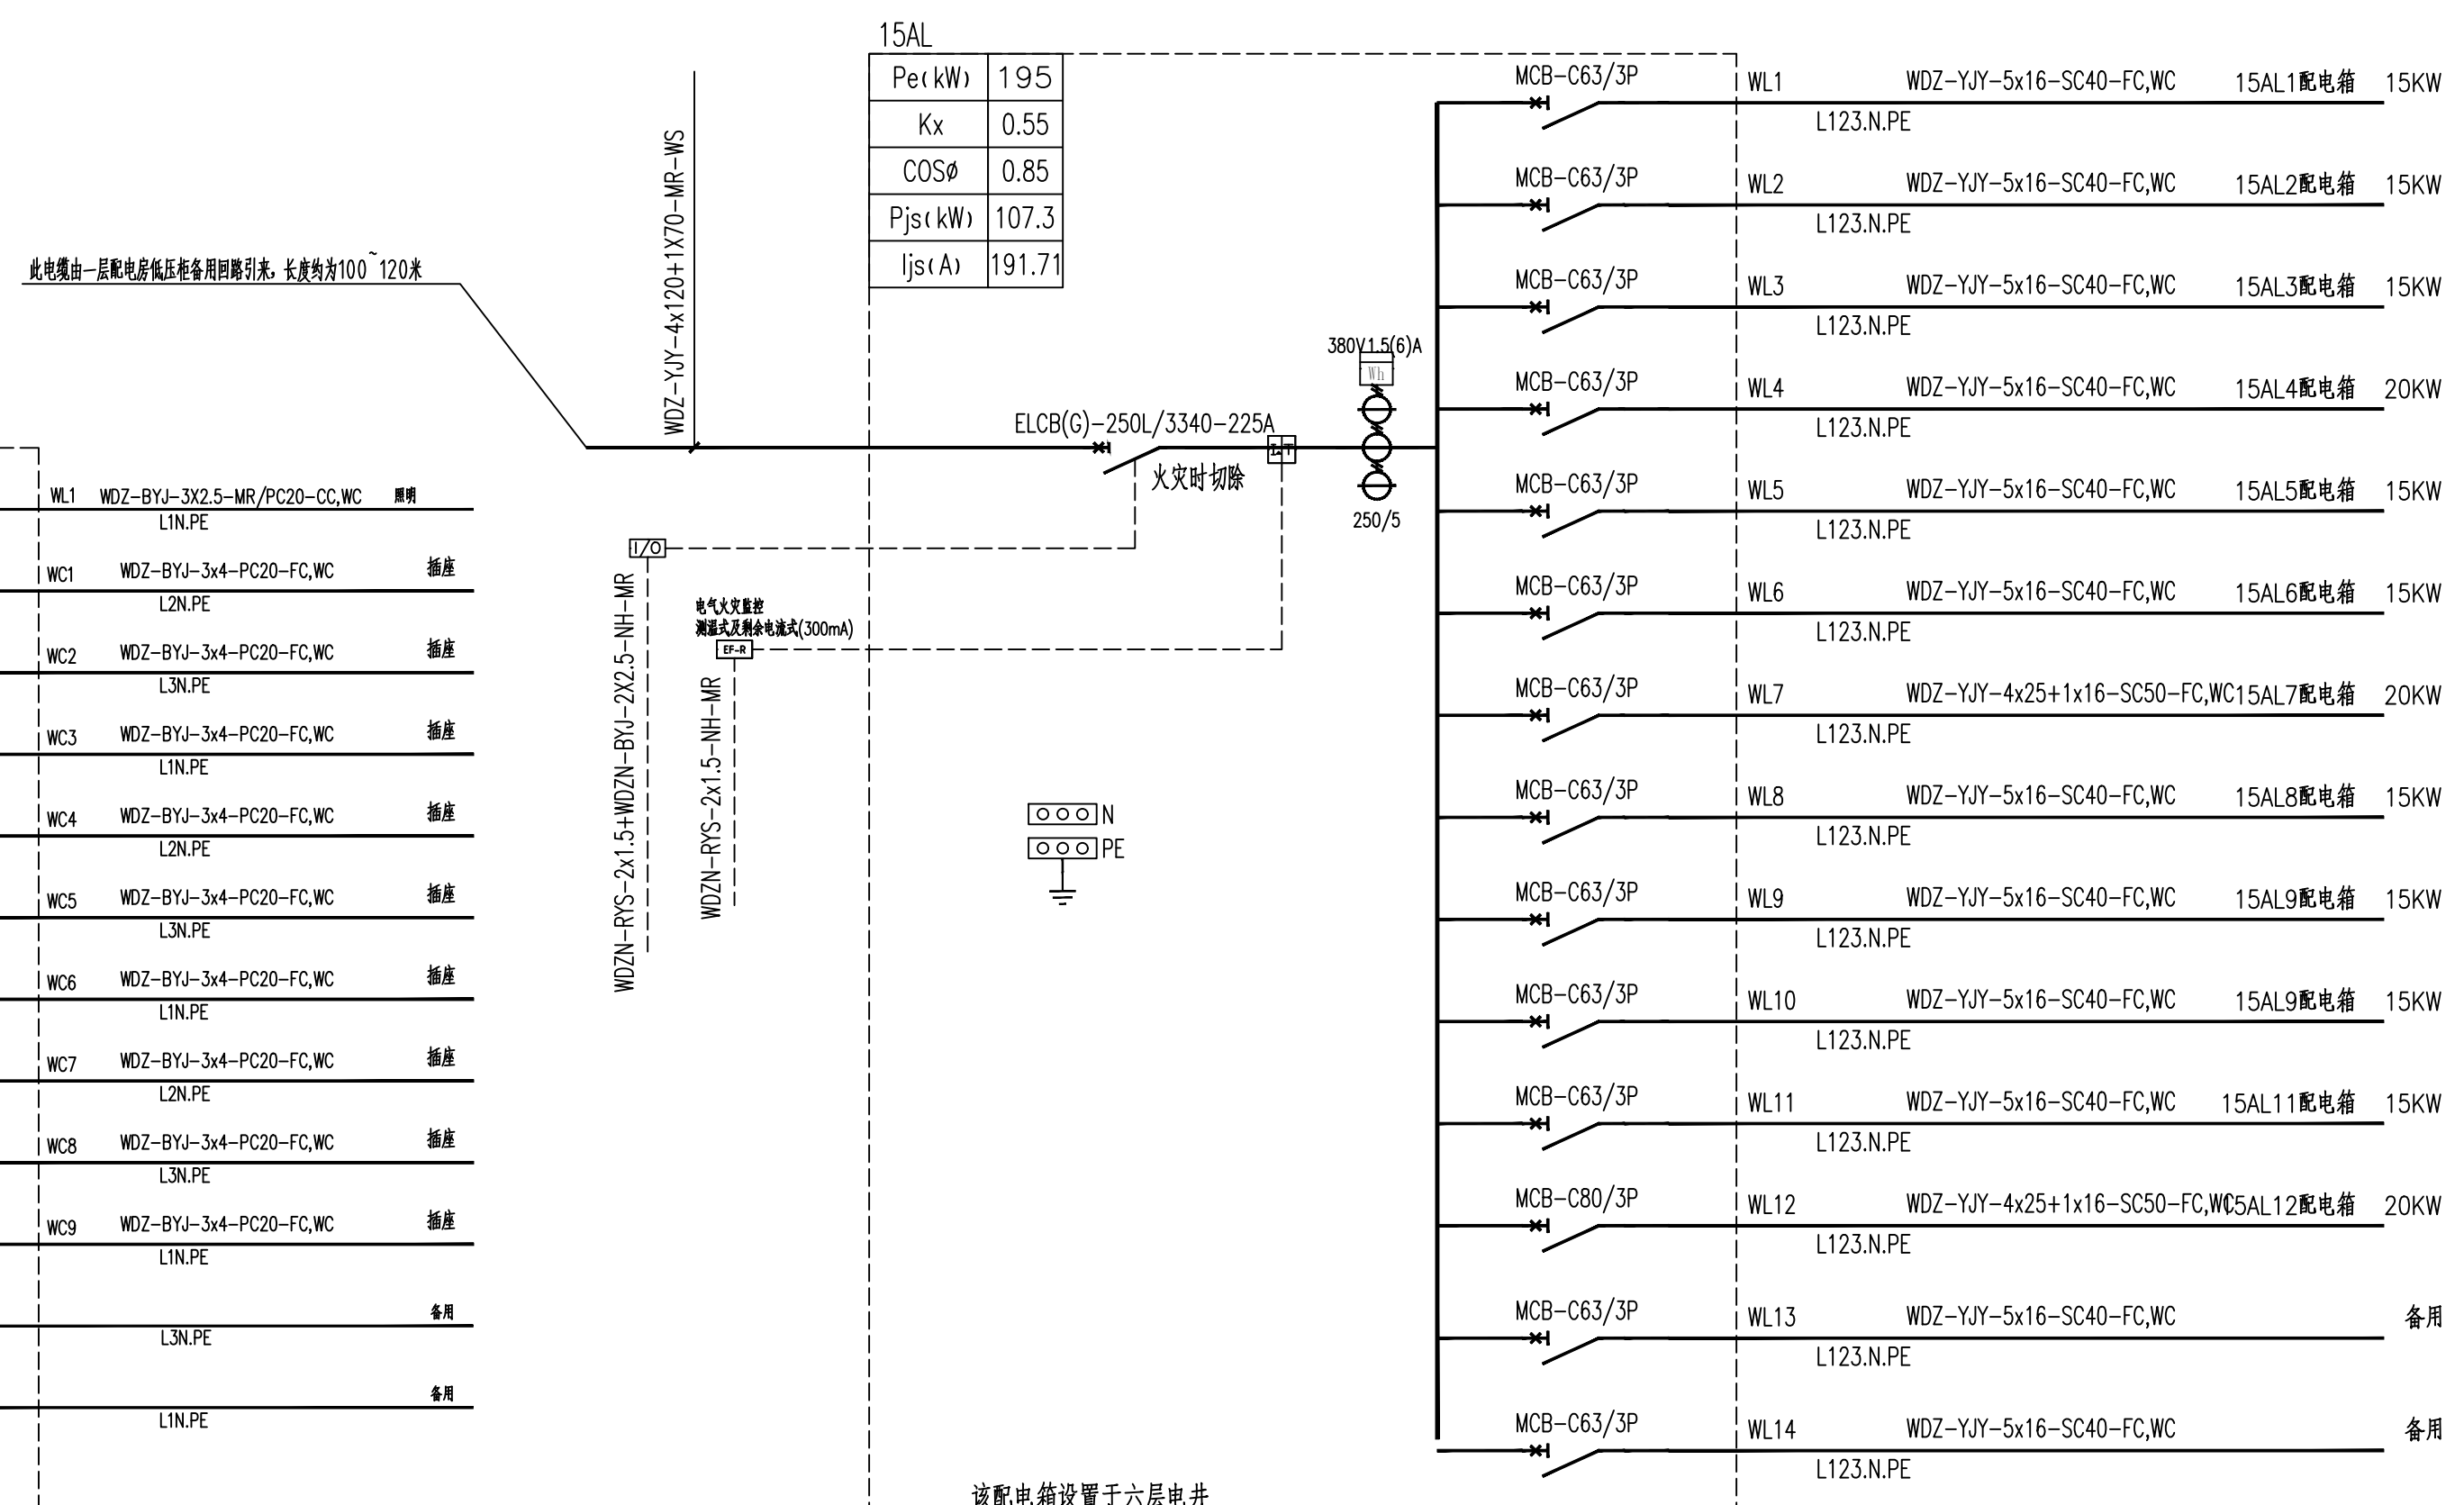 15AL
Pe(kW) 195
Kx 0.55
COSø 0.85
Pjs(kW) 107.3
Ijs(A) 191.71
此电缆由一层配电房低压柜备用回路引来，长度约为100~120米
WDZ-YJY-4x120+1X70-MR-WS
ELCB(G)-250L/3340-225A
火灾时切除
380V1.5(6)A
Wh
250/5
I/O
WDZN-RYS-2x1.5+WDZN-BYJ-2X2.5-NH-MR
电气火灾监控
测温式及剩余电流式(300mA)
EF-R
WDZN-RYS-2x1.5-NH-MR
N
PE
该配电箱设置于六层电井
WL1 WDZ-BYJ-3X2.5-MR/PC20-CC,WC 照明
L1N.PE
WC1 WDZ-BYJ-3x4-PC20-FC,WC 插座
L2N.PE
WC2 WDZ-BYJ-3x4-PC20-FC,WC 插座
L3N.PE
WC3 WDZ-BYJ-3x4-PC20-FC,WC 插座
L1N.PE
WC4 WDZ-BYJ-3x4-PC20-FC,WC 插座
L2N.PE
WC5 WDZ-BYJ-3x4-PC20-FC,WC 插座
L3N.PE
WC6 WDZ-BYJ-3x4-PC20-FC,WC 插座
L1N.PE
WC7 WDZ-BYJ-3x4-PC20-FC,WC 插座
L2N.PE
WC8 WDZ-BYJ-3x4-PC20-FC,WC 插座
L3N.PE
WC9 WDZ-BYJ-3x4-PC20-FC,WC 插座
L1N.PE
备用
L3N.PE
备用
L1N.PE
MCB-C63/3P WL1 WDZ-YJY-5x16-SC40-FC,WC 15AL1配电箱 15KW
L123.N.PE
MCB-C63/3P WL2 WDZ-YJY-5x16-SC40-FC,WC 15AL2配电箱 15KW
L123.N.PE
MCB-C63/3P WL3 WDZ-YJY-5x16-SC40-FC,WC 15AL3配电箱 15KW
L123.N.PE
MCB-C63/3P WL4 WDZ-YJY-5x16-SC40-FC,WC 15AL4配电箱 20KW
L123.N.PE
MCB-C63/3P WL5 WDZ-YJY-5x16-SC40-FC,WC 15AL5配电箱 15KW
L123.N.PE
MCB-C63/3P WL6 WDZ-YJY-5x16-SC40-FC,WC 15AL6配电箱 15KW
L123.N.PE
MCB-C63/3P WL7 WDZ-YJY-4x25+1x16-SC50-FC,WC 15AL7配电箱 20KW
L123.N.PE
MCB-C63/3P WL8 WDZ-YJY-5x16-SC40-FC,WC 15AL8配电箱 15KW
L123.N.PE
MCB-C63/3P WL9 WDZ-YJY-5x16-SC40-FC,WC 15AL9配电箱 15KW
L123.N.PE
MCB-C63/3P WL10 WDZ-YJY-5x16-SC40-FC,WC 15AL9配电箱 15KW
L123.N.PE
MCB-C63/3P WL11 WDZ-YJY-5x16-SC40-FC,WC 15AL11配电箱 15KW
L123.N.PE
MCB-C80/3P WL12 WDZ-YJY-4x25+1x16-SC50-FC,WC 15AL12配电箱 20KW
L123.N.PE
MCB-C63/3P WL13 WDZ-YJY-5x16-SC40-FC,WC 备用
L123.N.PE
MCB-C63/3P WL14 WDZ-YJY-5x16-SC40-FC,WC 备用
L123.N.PE